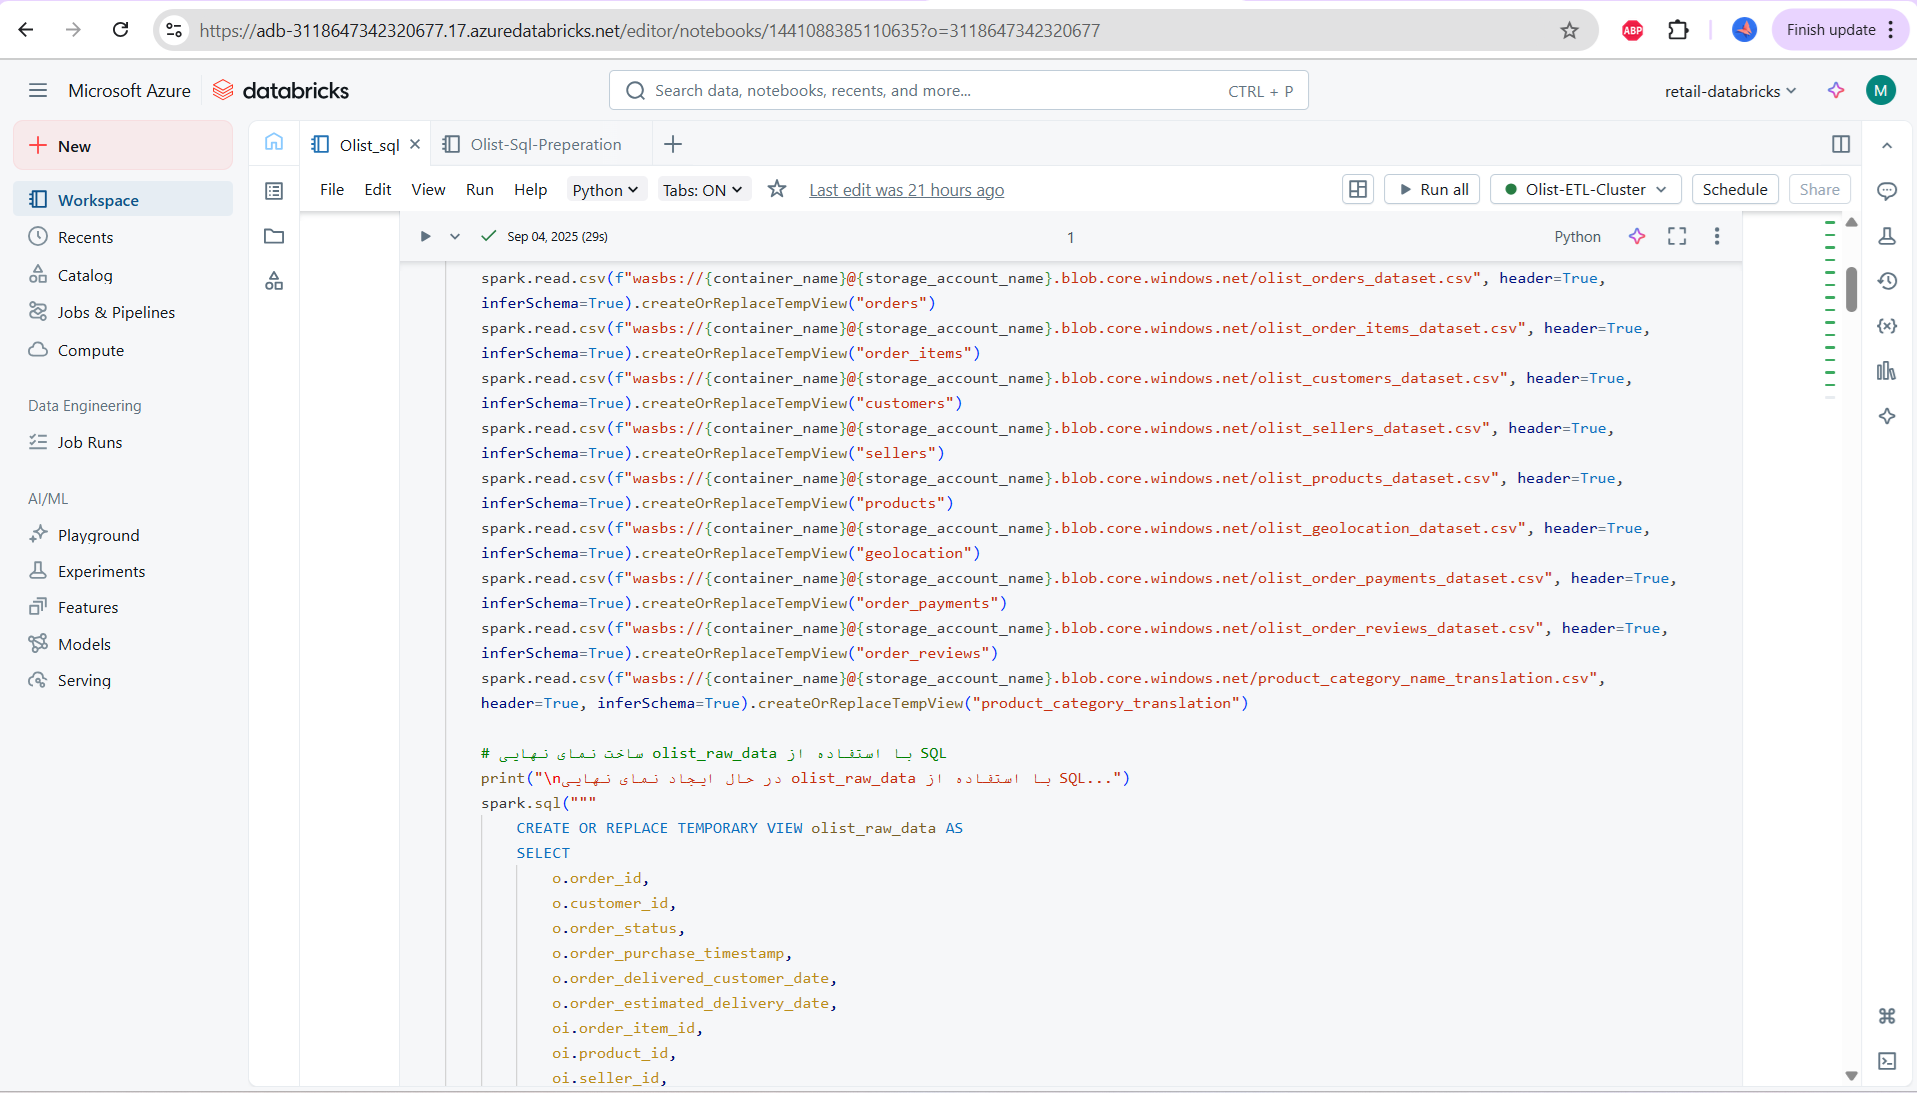 https://adb-3118647342320677.17.azuredatabricks.net/editor/notebooks/1441088385110635?o=3118647342320677
ABP
Finish update
Microsoft Azure databricks
Search data, notebooks, recents, and more... CTRL + P
retail-databricks
M
New
Workspace
Recents
Catalog
Jobs & Pipelines
Compute
Data Engineering
Job Runs
AI/ML
Playground
Experiments
Features
Models
Serving
Olist_sql
Olist-Sql-Preperation
File Edit View Run Help Python Tabs: ON Last edit was 21 hours ago
Run all Olist-ETL-Cluster Schedule Share
Sep 04, 2025 (29s) 1 Python
spark.read.csv(f"wasbs://{container_name}@{storage_account_name}.blob.core.windows.net/olist_orders_dataset.csv", header=True,
inferSchema=True).createOrReplaceTempView("orders")
spark.read.csv(f"wasbs://{container_name}@{storage_account_name}.blob.core.windows.net/olist_order_items_dataset.csv", header=True,
inferSchema=True).createOrReplaceTempView("order_items")
spark.read.csv(f"wasbs://{container_name}@{storage_account_name}.blob.core.windows.net/olist_customers_dataset.csv", header=True,
inferSchema=True).createOrReplaceTempView("customers")
spark.read.csv(f"wasbs://{container_name}@{storage_account_name}.blob.core.windows.net/olist_sellers_dataset.csv", header=True,
inferSchema=True).createOrReplaceTempView("sellers")
spark.read.csv(f"wasbs://{container_name}@{storage_account_name}.blob.core.windows.net/olist_products_dataset.csv", header=True,
inferSchema=True).createOrReplaceTempView("products")
spark.read.csv(f"wasbs://{container_name}@{storage_account_name}.blob.core.windows.net/olist_geolocation_dataset.csv", header=True,
inferSchema=True).createOrReplaceTempView("geolocation")
spark.read.csv(f"wasbs://{container_name}@{storage_account_name}.blob.core.windows.net/olist_order_payments_dataset.csv", header=True,
inferSchema=True).createOrReplaceTempView("order_payments")
spark.read.csv(f"wasbs://{container_name}@{storage_account_name}.blob.core.windows.net/olist_order_reviews_dataset.csv", header=True,
inferSchema=True).createOrReplaceTempView("order_reviews")
spark.read.csv(f"wasbs://{container_name}@{storage_account_name}.blob.core.windows.net/product_category_name_translation.csv",
header=True, inferSchema=True).createOrReplaceTempView("product_category_translation")
# ساخت نمای نهایی olist_raw_data با استفاده از SQL
print("\nدر حال ایجاد نمای نهایی olist_raw_data با استفاده از SQL...")
spark.sql("""
CREATE OR REPLACE TEMPORARY VIEW olist_raw_data AS
SELECT
o.order_id,
o.customer_id,
o.order_status,
o.order_purchase_timestamp,
o.order_delivered_customer_date,
o.order_estimated_delivery_date,
oi.order_item_id,
oi.product_id,
oi.seller_id,